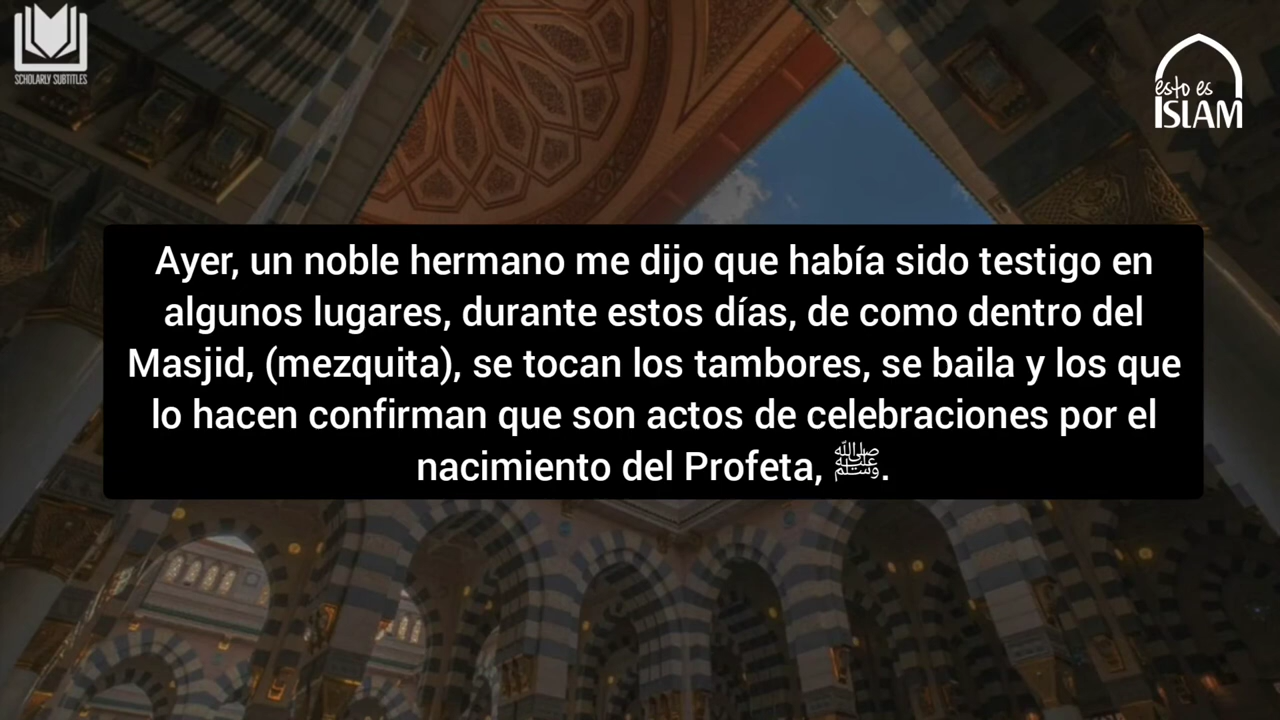 SCHOLARLY SUBTITLES
esto es
ISLAM
Ayer, un noble hermano me dijo que había sido testigo en
algunos lugares, durante estos días, de como dentro del
Masjid, (mezquita), se tocan los tambores, se baila y los que
lo hacen confirman que son actos de celebraciones por el
nacimiento del Profeta, ﷺ.